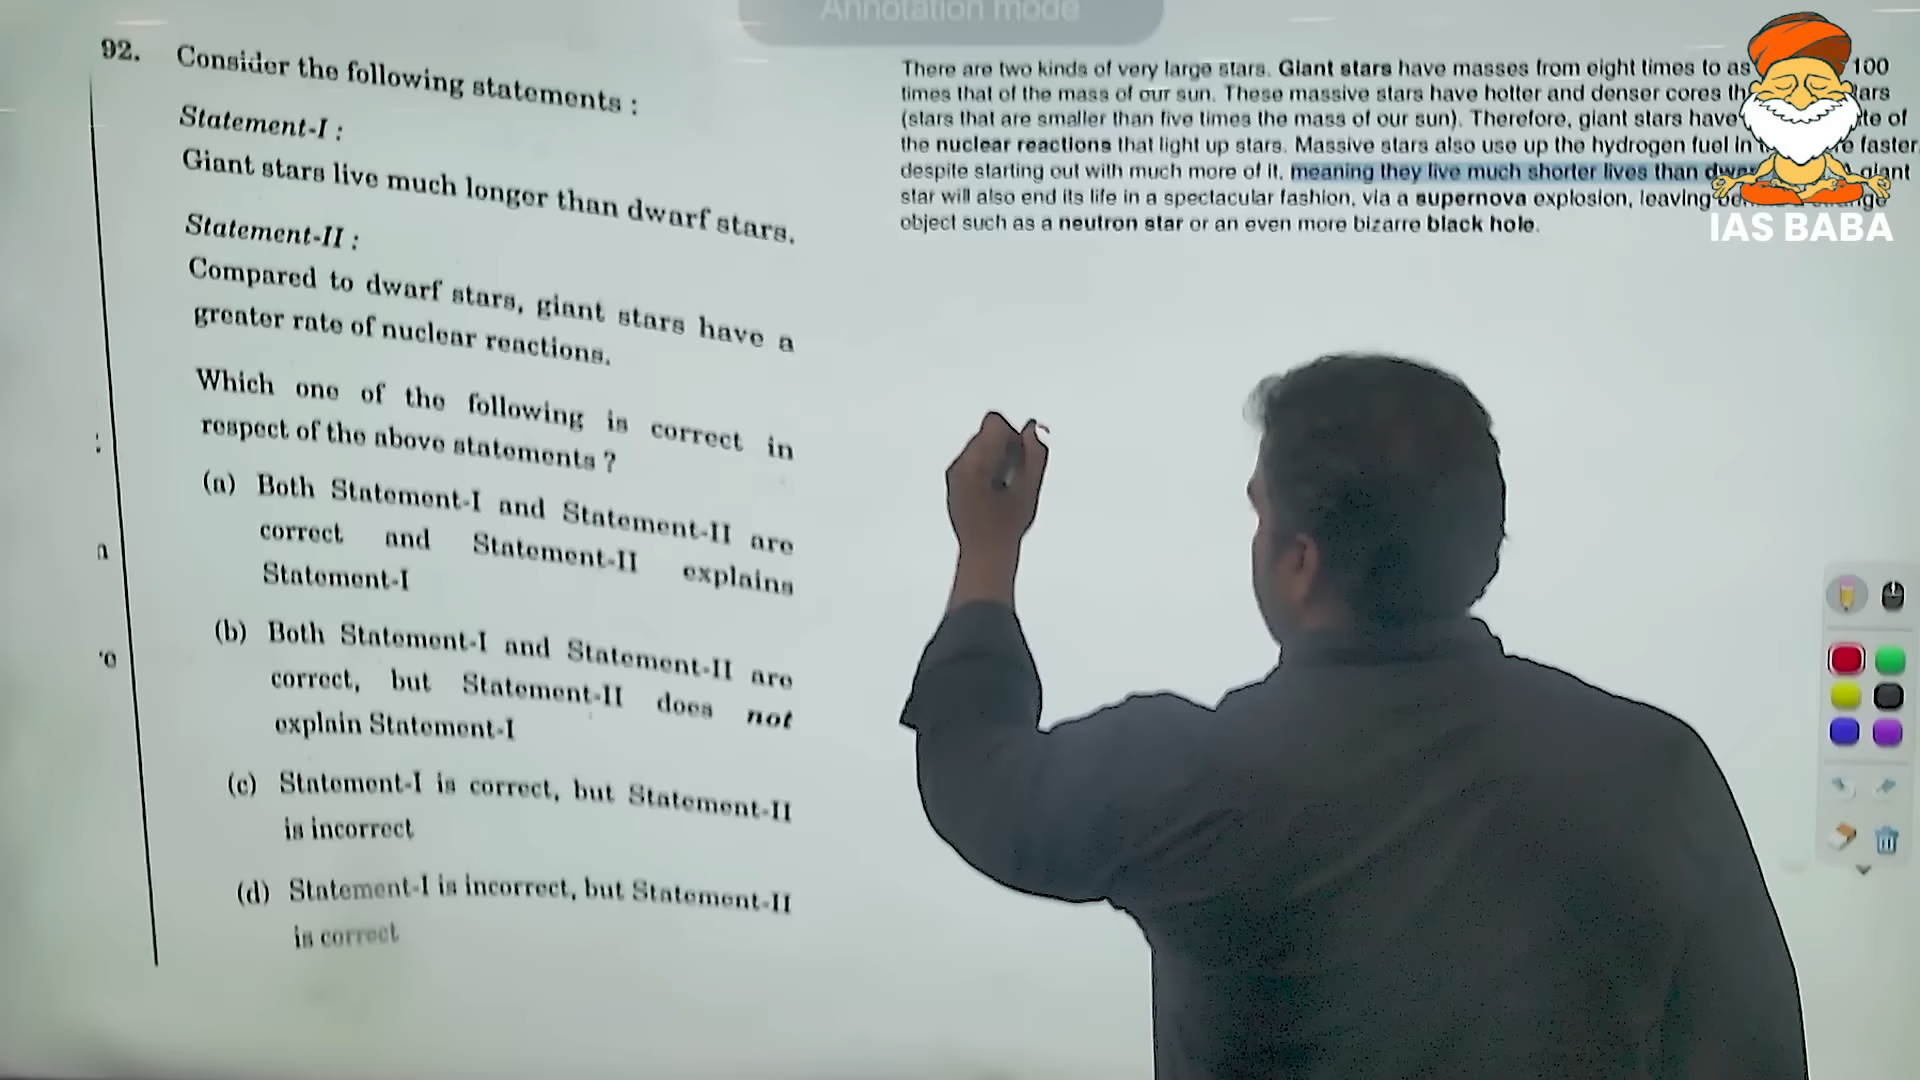 Annotation mode
92. Consider the following statements :
Statement-I :
Giant stars live much longer than dwarf stars.
Statement-II :
Compared to dwarf stars, giant stars have a
greater rate of nuclear reactions.
Which one of the following is correct in
respect of the above statements ?
(a) Both Statement-I and Statement-II are
correct and Statement-II explains
Statement-I
(b) Both Statement-I and Statement-II are
correct, but Statement-II does not
explain Statement-I
(c) Statement-I is correct, but Statement-II
is incorrect
(d) Statement-I is incorrect, but Statement-II
is correct
There are two kinds of very large stars. Giant stars have masses from eight times to as 100
times that of the mass of our sun. These massive stars have hotter and denser cores
(stars that are smaller than five times the mass of our sun). Therefore, giant stars have of
the nuclear reactions that light up stars. Massive stars also use up the hydrogen fuel in faster
despite starting out with much more of it, meaning they live much shorter lives than giant
star will also end its life in a spectacular fashion, via a supernova explosion, leaving
object such as a neutron star or an even more bizarre black hole.
IAS BABA